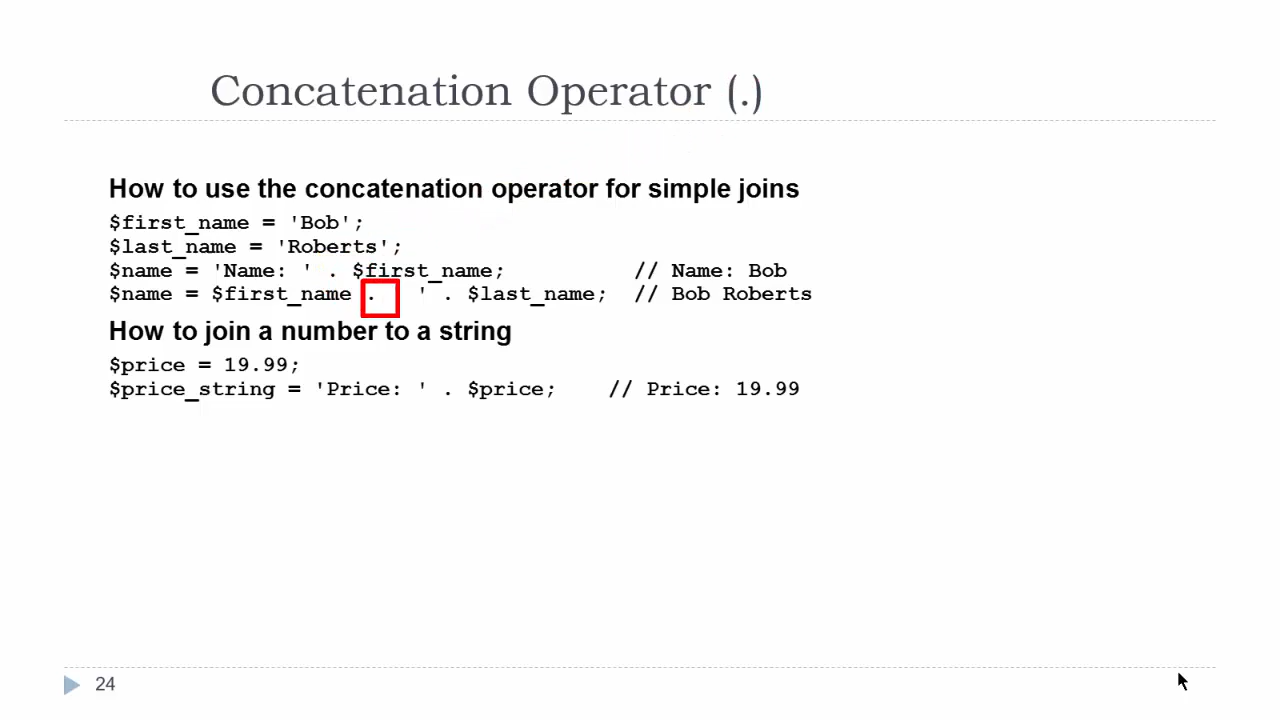 Concatenation Operator (.)
How to use the concatenation operator for simple joins
$first_name = 'Bob';
$last_name = 'Roberts';
$name = 'Name: ' . $first_name;          // Name: Bob
$name = $first_name .   ' . $last_name;  // Bob Roberts
How to join a number to a string
$price = 19.99;
$price_string = 'Price: ' . $price;    // Price: 19.99
24